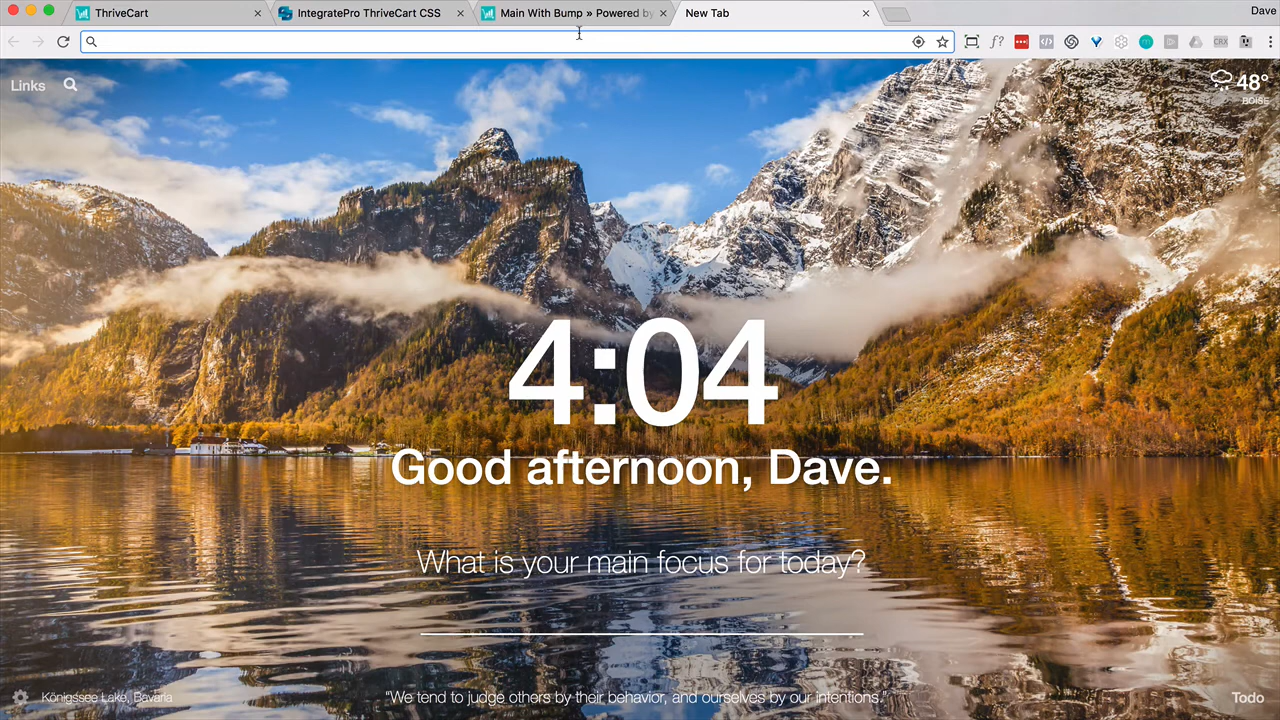 ThriveCart
IntegratePro ThriveCart CSS
Main With Bump » Powered by
New Tab
Dave
f?
CRX
Links
48°
BOISE
4:04
Good afternoon, Dave.
What is your main focus for today?
Königssee Lake, Bavaria
“We tend to judge others by their behavior, and ourselves by our intentions.”
Todo